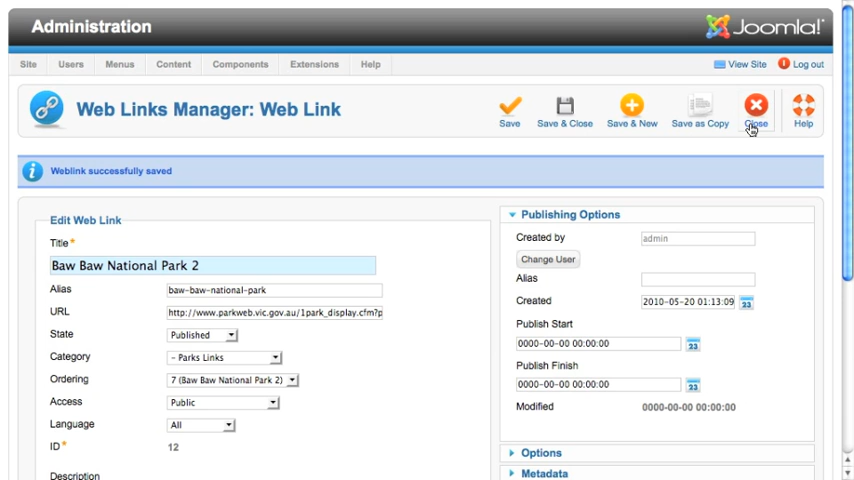 Administration
Joomla!
Site Users Menus Content Components Extensions Help View Site Log out
Web Links Manager: Web Link
Save Save & Close Save & New Save as Copy Close Help
Weblink successfully saved
Edit Web Link
Title*
Baw Baw National Park 2
Alias baw-baw-national-park
URL http://www.parkweb.vic.gov.au/1park_display.cfm?p
State Published
Category - Parks Links
Ordering 7 (Baw Baw National Park 2)
Access Public
Language All
ID* 12
Description
Publishing Options
Created by admin
Change User
Alias
Created 2010-05-20 01:13:09 23
Publish Start
0000-00-00 00:00:00 23
Publish Finish
0000-00-00 00:00:00 23
Modified 0000-00-00 00:00:00
Options
Metadata